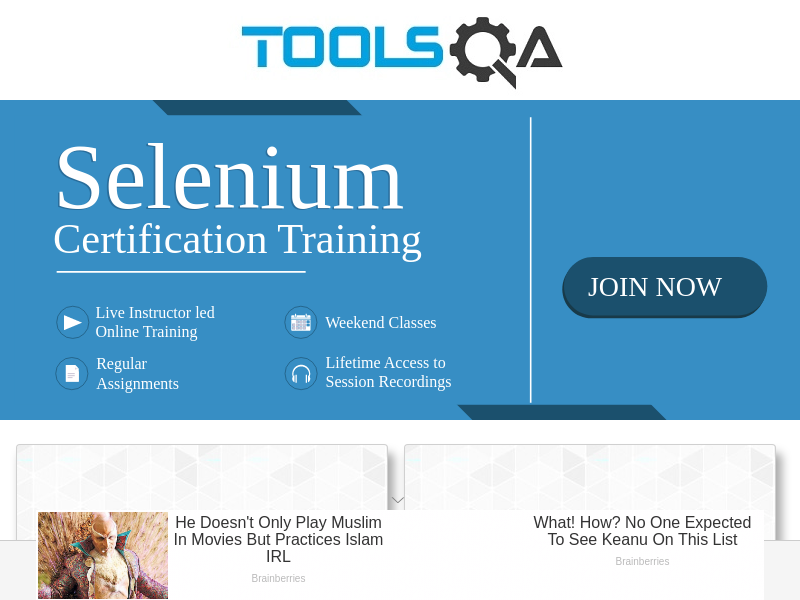 TOOLSQA
Selenium
Certification Training
JOIN NOW
Live Instructor led
Online Training
Weekend Classes
Regular
Assignments
Lifetime Access to
Session Recordings
He Doesn't Only Play Muslim
In Movies But Practices Islam
IRL
Brainberries
What! How? No One Expected
To See Keanu On This List
Brainberries